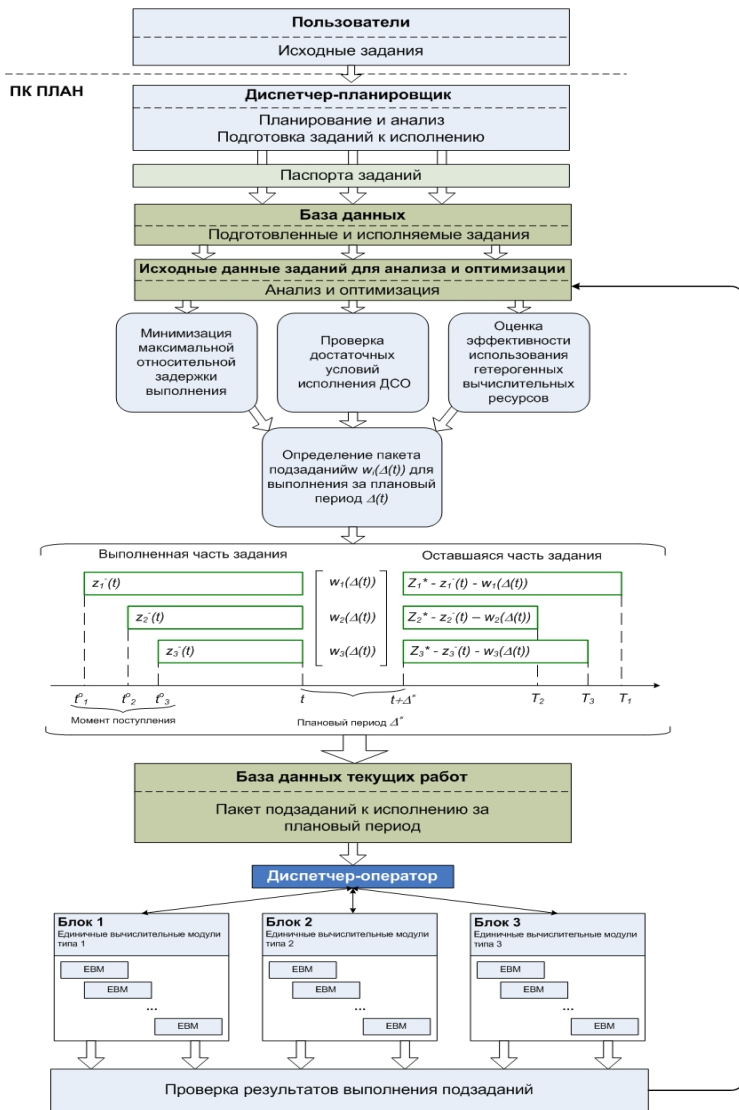 Пользователи
Исходные задания
ПК ПЛАН
Диспетчер-планировщик
Планирование и анализ
Подготовка заданий к исполнению
Паспорта заданий
База данных
Подготовленные и исполняемые задания
Исходные данные заданий для анализа и оптимизации
Анализ и оптимизация
Минимизация
максимальной
относительной
задержки
выполнения
Проверка
достаточных
условий
исполнения ДСО
Оценка
эффективности
использования
гетерогенных
вычислительных
ресурсов
Определение пакета
подзаданийw wᵢ(Δ(t)) для
выполнения за плановый
период Δ(t)
Выполненная часть задания
Оставшаяся часть задания
z₁⁻(t)
w₁(Δ(t))
Z₁* - z₁⁻(t) - w₁(Δ(t))
z₂⁻(t)
w₂(Δ(t))
Z₂* - z₂⁻(t) – w₂(Δ(t))
z₃⁻(t)
w₃(Δ(t))
Z₃* - z₃⁻(t) - w₃(Δ(t))
t⁰₁ t⁰₂ t⁰₃ t t+Δ* T₂ T₃ T₁
Момент поступления
Плановый период Δ*
База данных текущих работ
Пакет подзаданий к исполнению за
плановый период
Диспетчер-оператор
Блок 1
Единичные вычислительные модули
типа 1
ЕВМ
ЕВМ
...
ЕВМ
Блок 2
Единичные вычислительные модули
типа 2
ЕВМ
ЕВМ
...
ЕВМ
Блок 3
Единичные вычислительные модули
типа 3
ЕВМ
ЕВМ
...
ЕВМ
Проверка результатов выполнения подзаданий